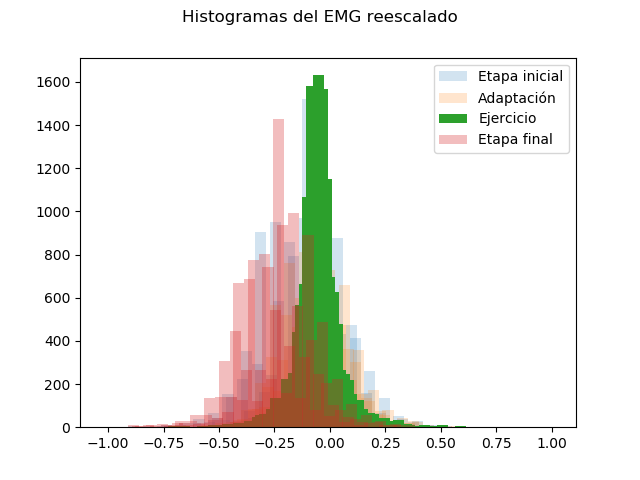 Histogramas del EMG reescalado
Etapa inicial
Adaptación
Ejercicio
Etapa final
1600
1400
1200
1000
800
600
400
200
0
−1.00 −0.75 −0.50 −0.25 0.00 0.25 0.50 0.75 1.00